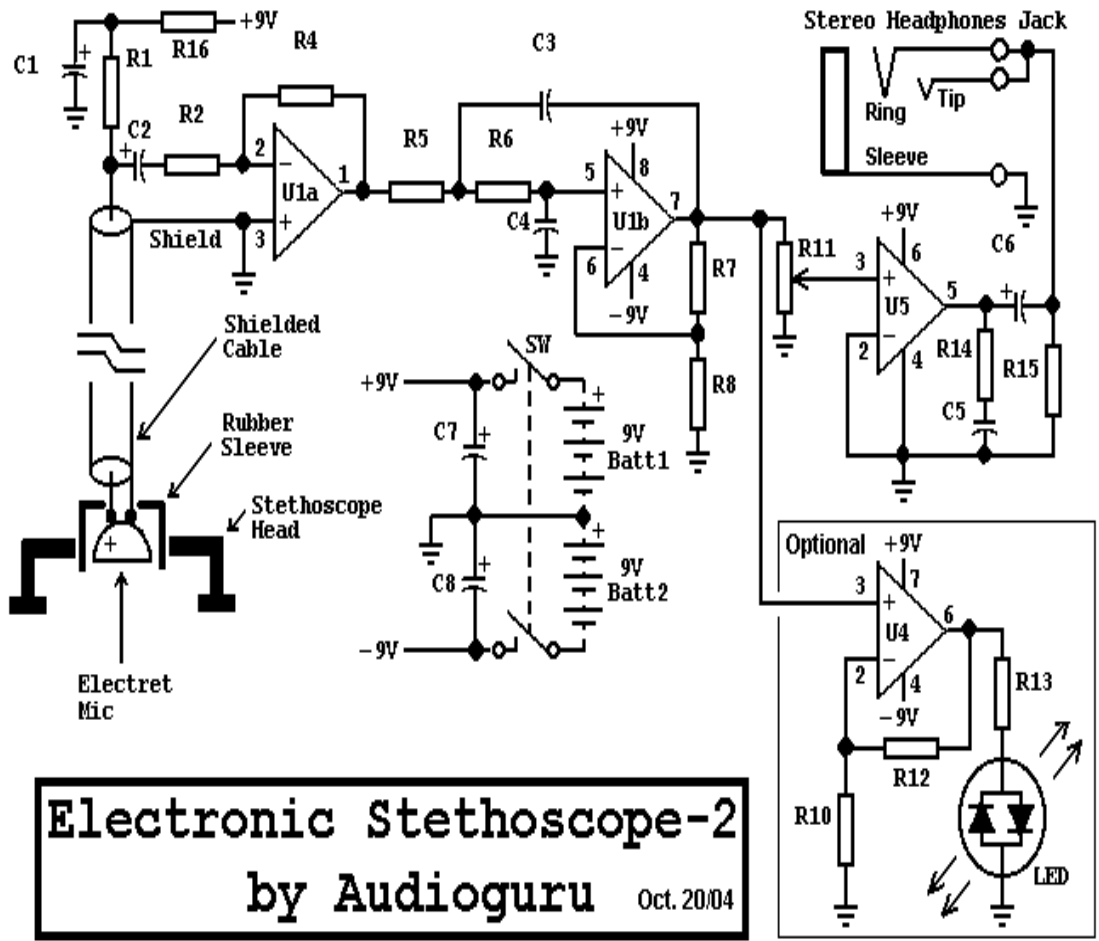 +9V
R16
C1
+
R1
R4
C3
Stereo Headphones Jack
Ring
Tip
Sleeve
C2
+
R2
2
−
U1a
1
+
3
Shield
R5
R6
C4
+9V
8
5
+
U1b
7
−
6
4
−9V
R7
R8
R11
+9V
6
3
+
U5
5
−
2
4
C6
+
R14
R15
C5
Shielded
Cable
Rubber
Sleeve
Stethoscope
Head
+
Electret
Mic
SW
+9V
C7
+
+
9V
Batt1
C8
+
+
9V
Batt2
−9V
Optional
+9V
7
3
+
U4
6
−
2
4
−9V
R13
R12
R10
LED
Electronic Stethoscope-2
by Audioguru
Oct. 20/04